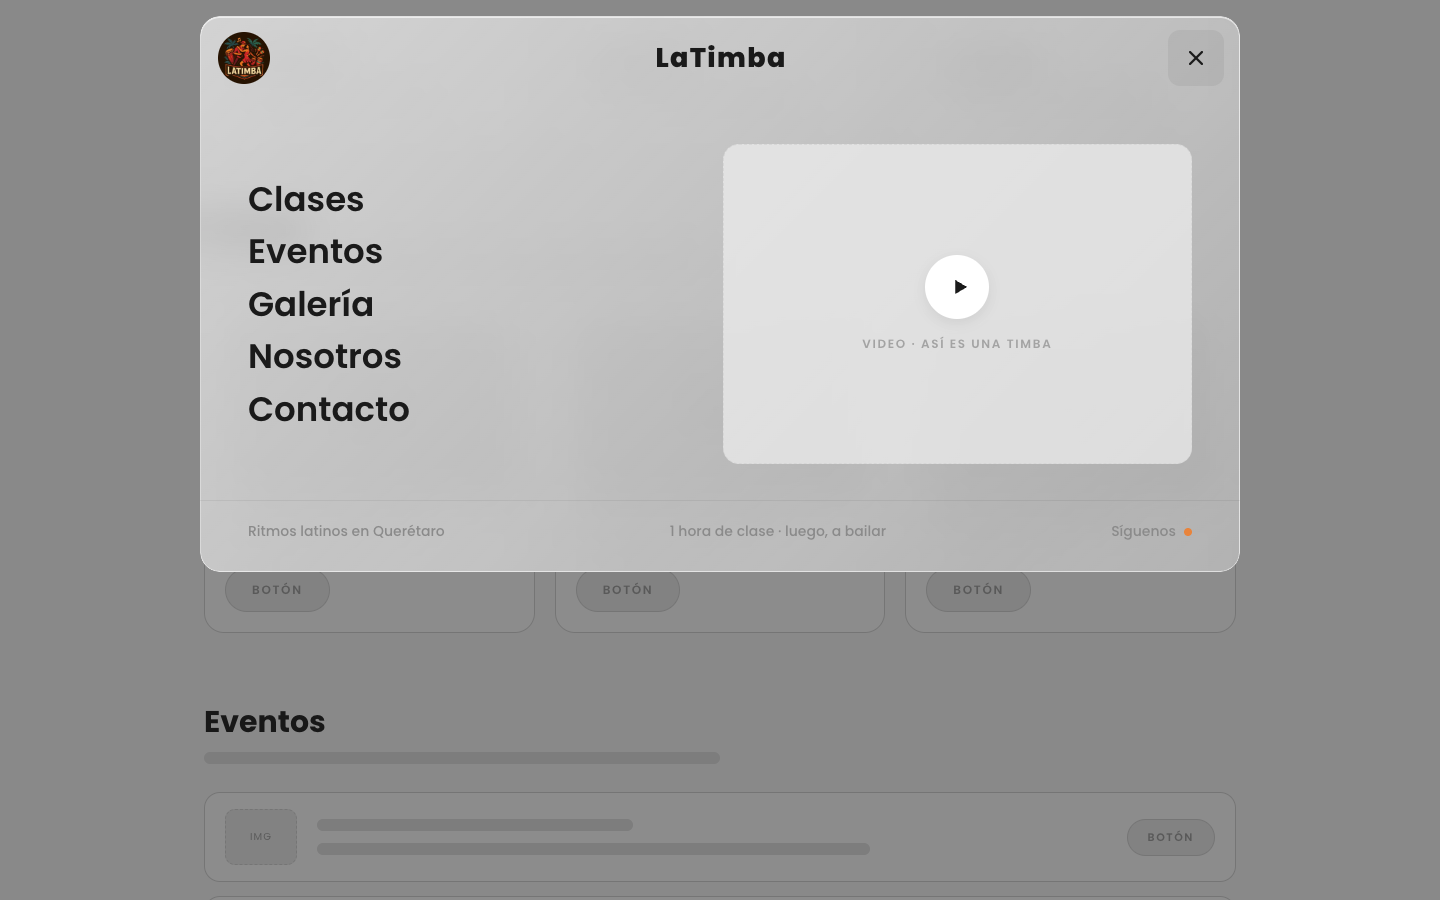 LATIMBA
LaTimba
Clases
Eventos
Galería
Nosotros
Contacto
VIDEO · ASÍ ES UNA TIMBA
Ritmos latinos en Querétaro
1 hora de clase · luego, a bailar
Síguenos
BOTÓN
BOTÓN
BOTÓN
Eventos
IMG
BOTÓN